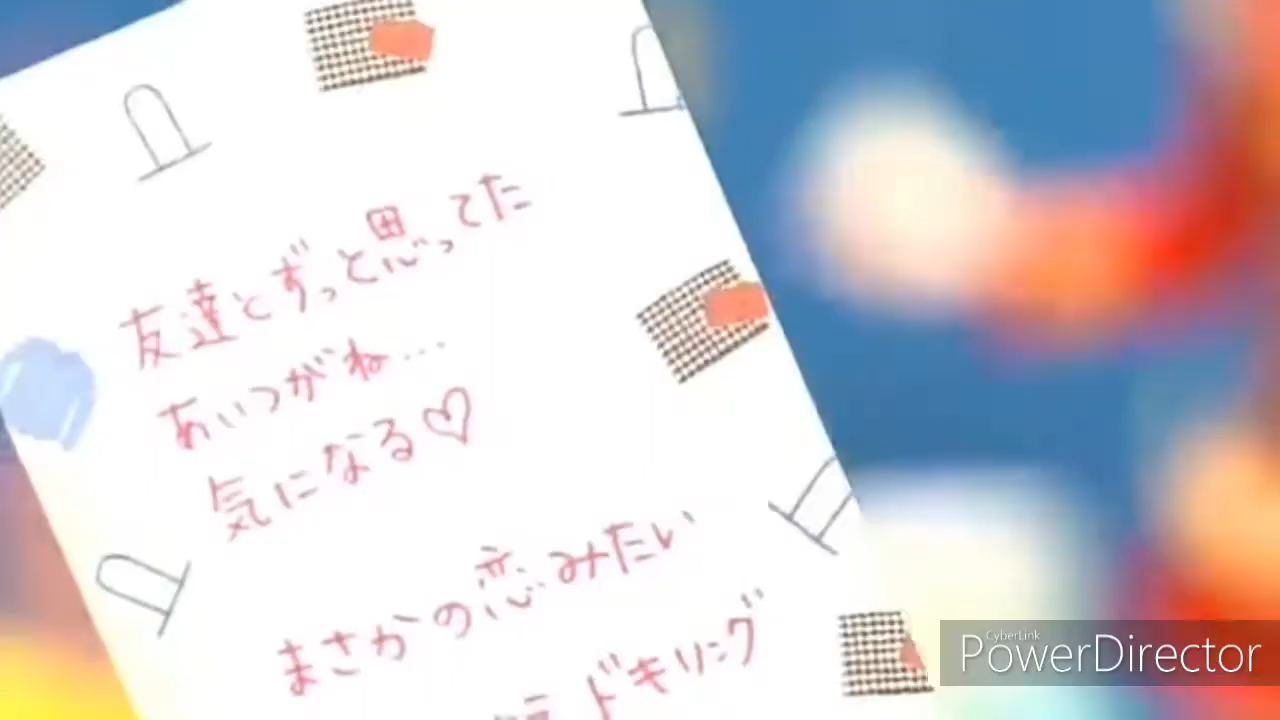 友達とずっと思ってた
あいつがね…
気になる♡
まさかの恋みたい
ドキリング
CyberLink
PowerDirector